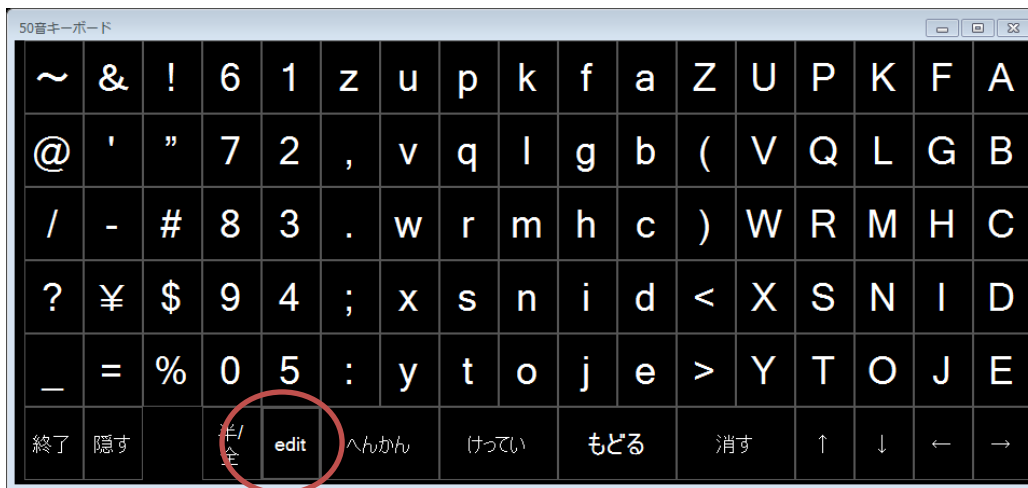 50音キーボード
～ & ! 6 1 z u p k f a Z U P K F A
@ ' ” 7 2 , v q l g b ( V Q L G B
/ - # 8 3 . w r m h c ) W R M H C
? ¥ $ 9 4 ; x s n i d < X S N I D
_ = % 0 5 : y t o j e > Y T O J E
終了 隠す 半/全 edit へんかん けってい もどる 消す ↑ ↓ ← →